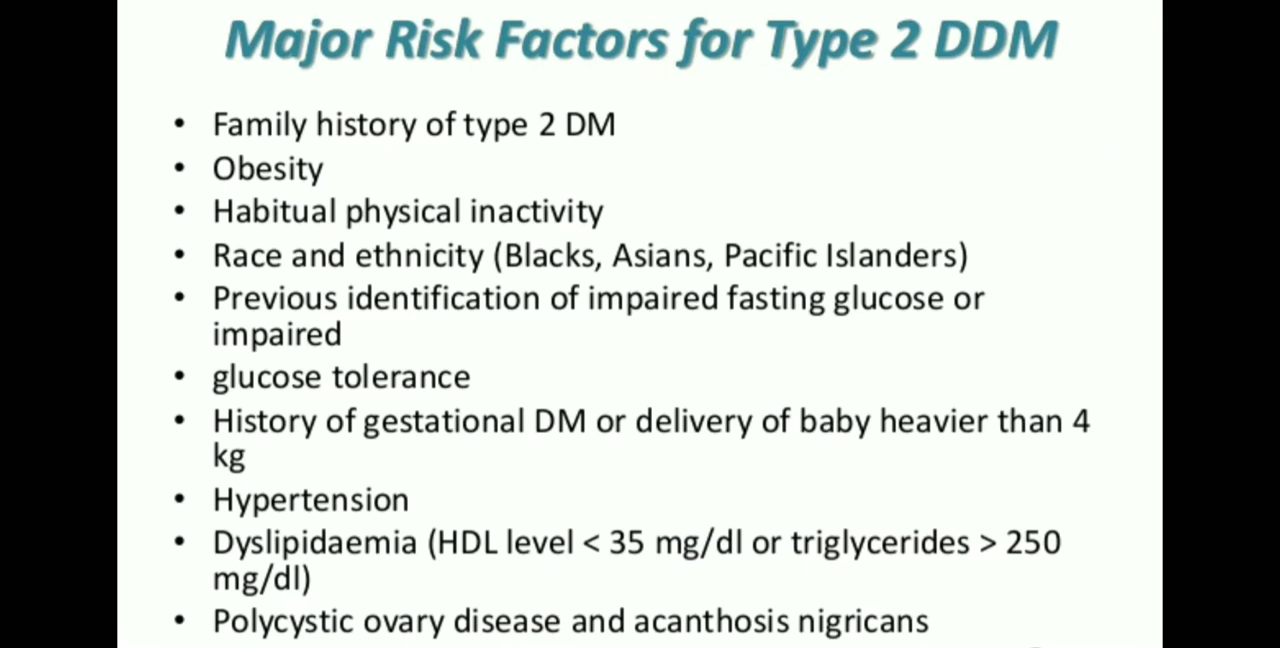 Major Risk Factors for Type 2 DDM
• Family history of type 2 DM
• Obesity
• Habitual physical inactivity
• Race and ethnicity (Blacks, Asians, Pacific Islanders)
• Previous identification of impaired fasting glucose or
impaired
• glucose tolerance
• History of gestational DM or delivery of baby heavier than 4
kg
• Hypertension
• Dyslipidaemia (HDL level < 35 mg/dl or triglycerides > 250
mg/dl)
• Polycystic ovary disease and acanthosis nigricans